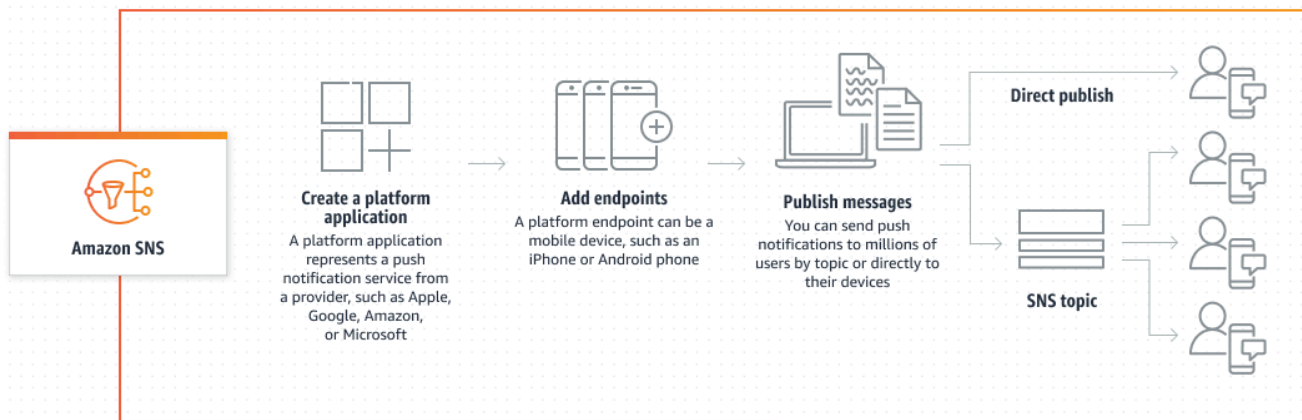 Amazon SNS
Create a platform
application
A platform application
represents a push
notification service from
a provider, such as Apple,
Google, Amazon,
or Microsoft
Add endpoints
A platform endpoint can be a
mobile device, such as an
iPhone or Android phone
Publish messages
You can send push
notifications to millions of
users by topic or directly to
their devices
Direct publish
SNS topic